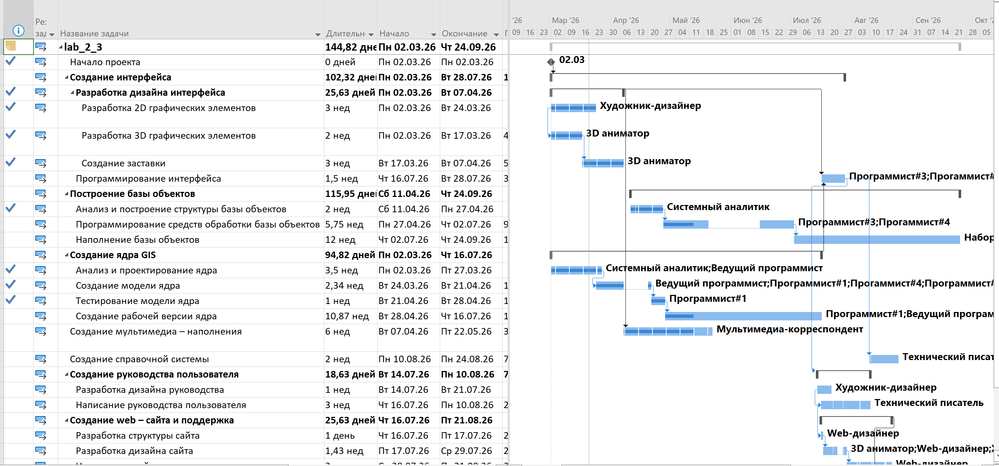 '26 Мар '26 Апр '26 Май '26 Июн '26 Июл '26 Авг '26 Сен '26 Окт
Реж зад Название задачи Длительн Начало Окончание 09 16 23 02 09 16 23 30 06 13 20 27 04 11 18 25 01 08 15 22 29 06 13 20 27 03 10 17 24 31 07 14 21 28 05
lab_2_3 144,82 дне Пн 02.03.26 Чт 24.09.26
Начало проекта 0 дней Пн 02.03.26 Пн 02.03.26 02.03
Создание интерфейса 102,32 дней Пн 02.03.26 Вт 28.07.26 1
Разработка дизайна интерфейса 25,63 дней Пн 02.03.26 Вт 07.04.26
Разработка 2D графических элементов 3 нед Пн 02.03.26 Вт 24.03.26 Художник-дизайнер
Разработка 3D графических элементов 2 нед Пн 02.03.26 Вт 17.03.26 4 3D аниматор
Создание заставки 3 нед Вт 17.03.26 Вт 07.04.26 5 3D аниматор
Программирование интерфейса 1,5 нед Чт 16.07.26 Вт 28.07.26 3 Программист#3;Прогаммист#
Построение базы объектов 115,95 дней Сб 11.04.26 Чт 24.09.26
Анализ и построение структуры базы объектов 2 нед Сб 11.04.26 Пн 27.04.26 Системный аналитик
Программирование средств обработки базы объектов 5,75 нед Пн 27.04.26 Чт 02.07.26 9 Программист#3;Прогаммист#4
Наполнение базы объектов 12 нед Чт 02.07.26 Чт 24.09.26 1 Набор
Создание ядра GIS 94,82 дней Пн 02.03.26 Чт 16.07.26
Анализ и проектирование ядра 3,5 нед Пн 02.03.26 Пт 27.03.26 Системный аналитик;Ведущий программист
Создание модели ядра 2,34 нед Вт 24.03.26 Вт 21.04.26 1 Ведущий программист;Программист#1;Прогаммист#4;Программист#
Тестирование модели ядра 1 нед Вт 21.04.26 Вт 28.04.26 1 Программист#1
Создание рабочей версии ядра 10,87 нед Вт 28.04.26 Чт 16.07.26 1 Программист#1;Ведущий програм
Создание мультимедиа – наполнения 6 нед Вт 07.04.26 Пт 22.05.26 3 Мультимедиа-корреспондент
Создание справочной системы 2 нед Пн 10.08.26 Пн 24.08.26 7 Технический писат
Создание руководства пользователя 18,63 дней Вт 14.07.26 Пн 10.08.26 7
Разработка дизайна руководства 1 нед Вт 14.07.26 Вт 21.07.26 Художник-дизайнер
Написание руководства пользователя 3 нед Чт 16.07.26 Пн 10.08.26 2 Технический писатель
Создание web – сайта и поддержка 25,63 дней Чт 16.07.26 Пт 21.08.26
Разработка структуры сайта 1 день Чт 16.07.26 Пт 17.07.26 2 Web-дизайнер
Разработка дизайна сайта 1,43 нед Пт 17.07.26 Ср 29.07.26 2 3D аниматор;Web-дизайнер;
Web-дизайнер